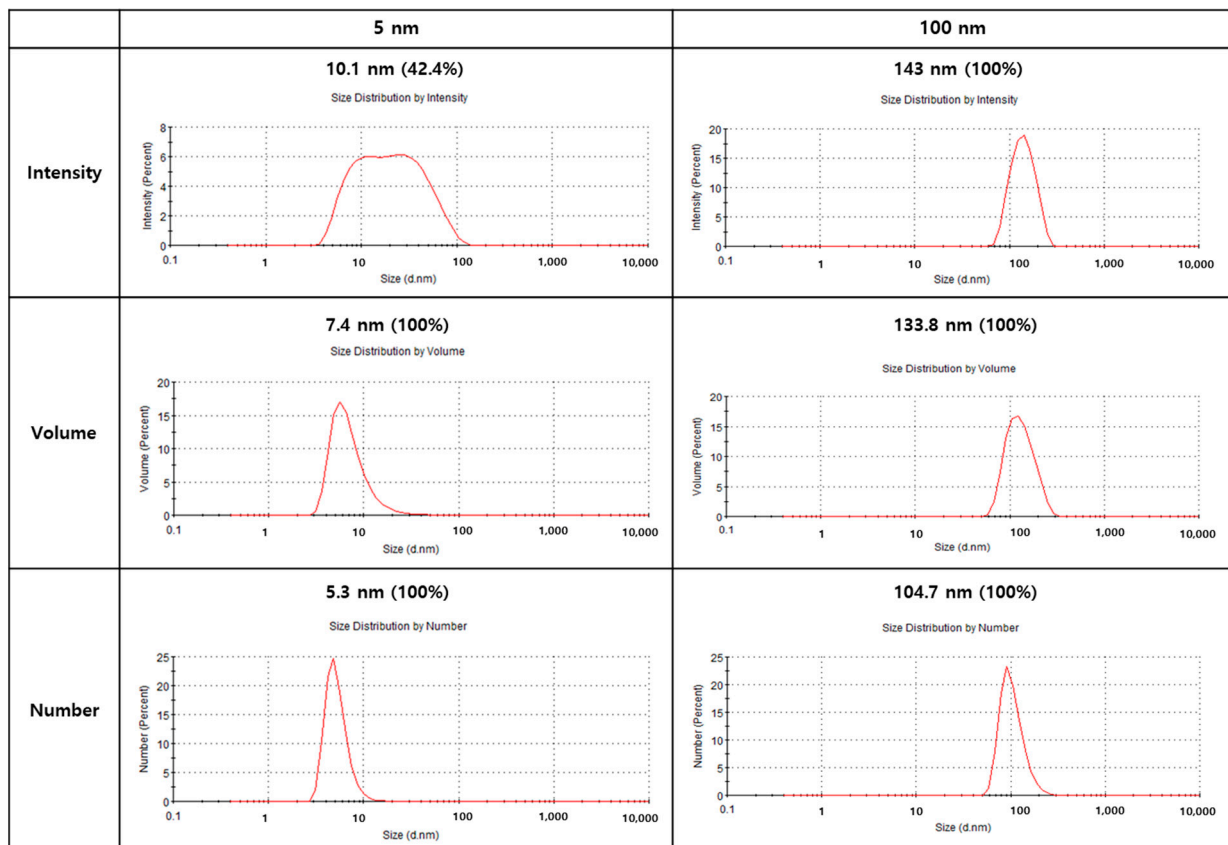 5 nm
100 nm
Intensity
10.1 nm (42.4%)
Size Distribution by Intensity
Intensity (Percent)
8
6
4
2
0
0.1
1
10
100
1,000
10,000
Size (d.nm)
143 nm (100%)
Size Distribution by Intensity
Intensity (Percent)
20
15
10
5
0
0.1
1
10
100
1,000
10,000
Size (d.nm)
Volume
7.4 nm (100%)
Size Distribution by Volume
Volume (Percent)
20
15
10
5
0
0.1
1
10
100
1,000
10,000
Size (d.nm)
133.8 nm (100%)
Size Distribution by Volume
Volume (Percent)
20
15
10
5
0
0.1
1
10
100
1,000
10,000
Size (d.nm)
Number
5.3 nm (100%)
Size Distribution by Number
Number (Percent)
25
20
15
10
5
0
0.1
1
10
100
1,000
10,000
Size (d.nm)
104.7 nm (100%)
Size Distribution by Number
Number (Percent)
25
20
15
10
5
0
0.1
1
10
100
1,000
10,000
Size (d.nm)